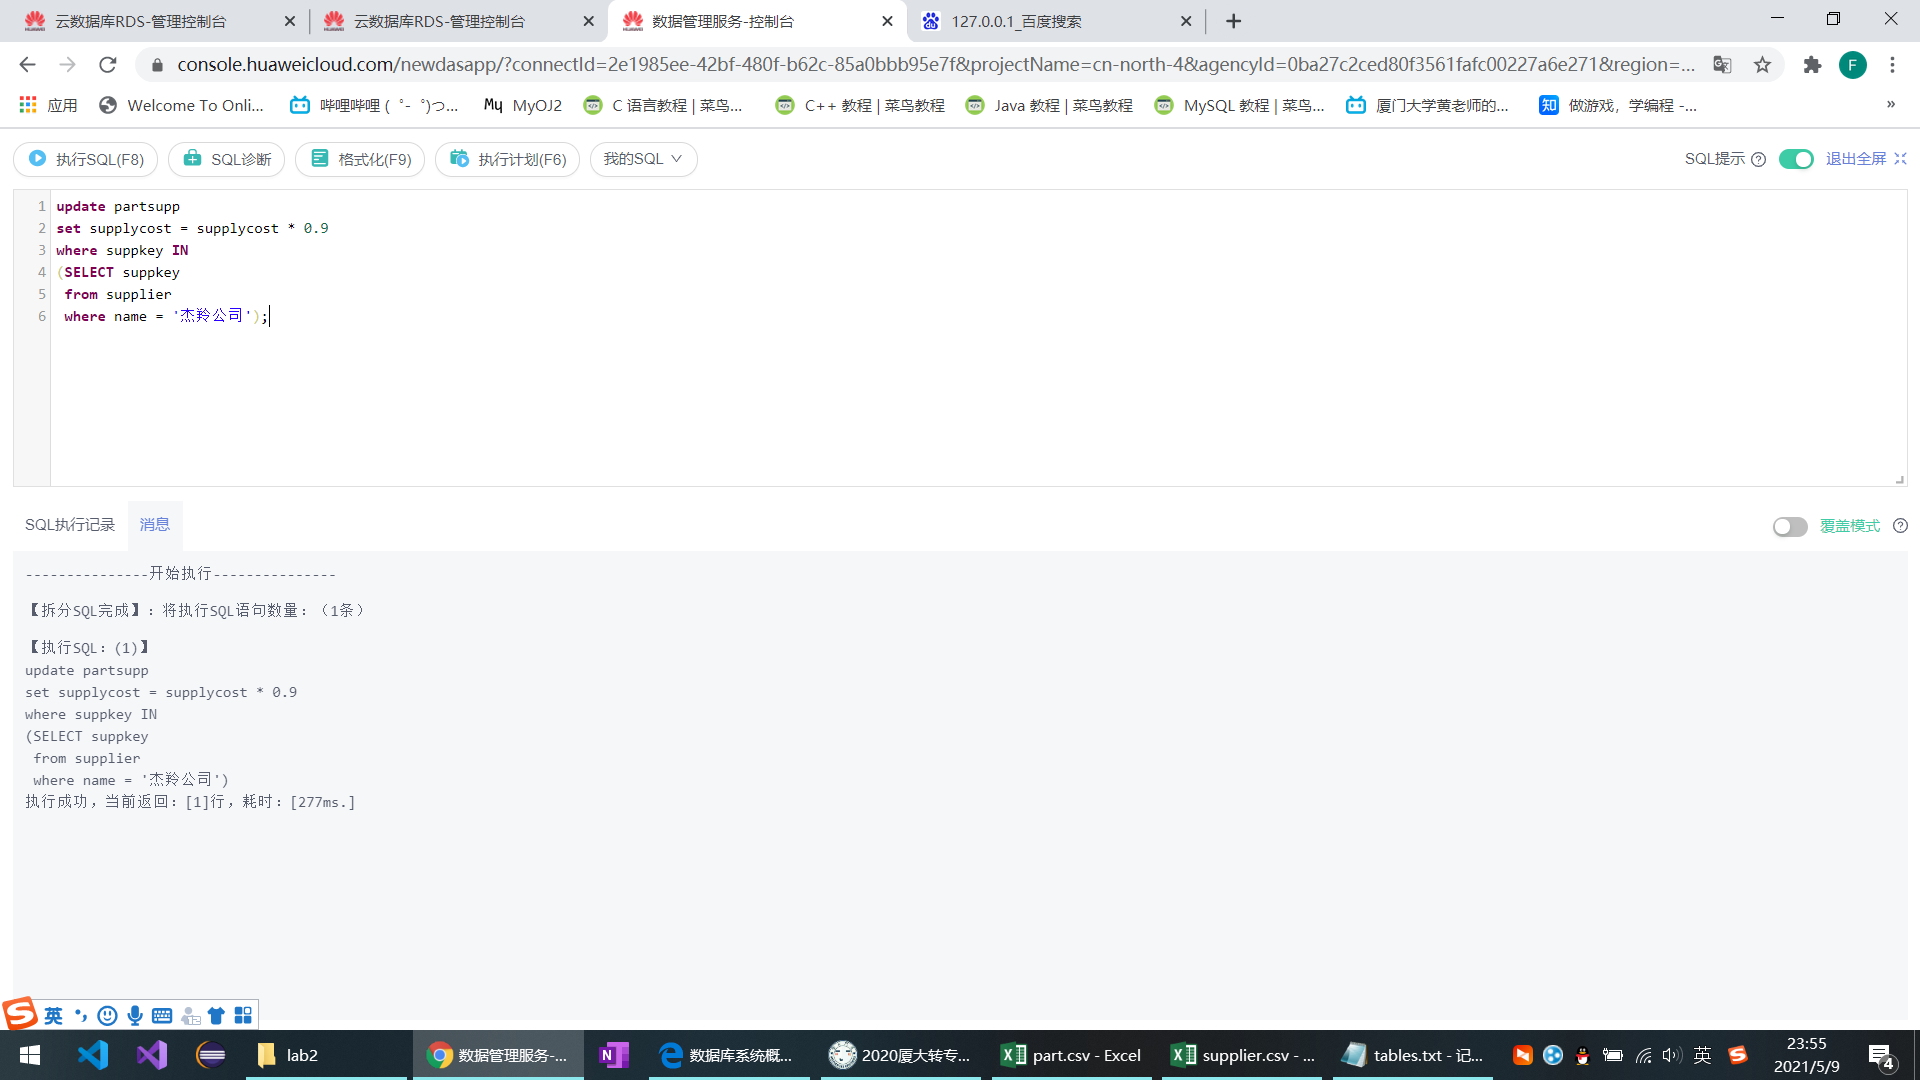 云数据库RDS-管理控制台
云数据库RDS-管理控制台
数据管理服务-控制台
127.0.0.1_百度搜索
console.huaweicloud.com/newdasapp/?connectId=2e1985ee-42bf-480f-b62c-85a0bbb95e7f&projectName=cn-north-4&agencyId=0ba27c2ced80f3561fafc00227a6e271&region=...
F
应用
Welcome To Onli...
哔哩哔哩 ( ゜- ゜)つ...
MyOJ2
C 语言教程 | 菜鸟...
C++ 教程 | 菜鸟教程
Java 教程 | 菜鸟教程
MySQL 教程 | 菜鸟...
厦门大学黄老师的...
知 做游戏，学编程 -...
»
执行SQL(F8)
SQL诊断
格式化(F9)
执行计划(F6)
我的SQL
SQL提示
退出全屏
1 update partsupp
2 set supplycost = supplycost * 0.9
3 where suppkey IN
4 (SELECT suppkey
5 from supplier
6 where name = '杰羚公司');
SQL执行记录
消息
覆盖模式
---------------开始执行---------------
【拆分SQL完成】：将执行SQL语句数量：（1条）
【执行SQL：(1)】
update partsupp
set supplycost = supplycost * 0.9
where suppkey IN
(SELECT suppkey
from supplier
where name = '杰羚公司')
执行成功，当前返回：[1]行，耗时：[277ms.]
英
lab2
数据管理服务-...
数据库系统概...
2020厦大转专...
part.csv - Excel
supplier.csv - ...
tables.txt - 记...
英
23:55
2021/5/9
4